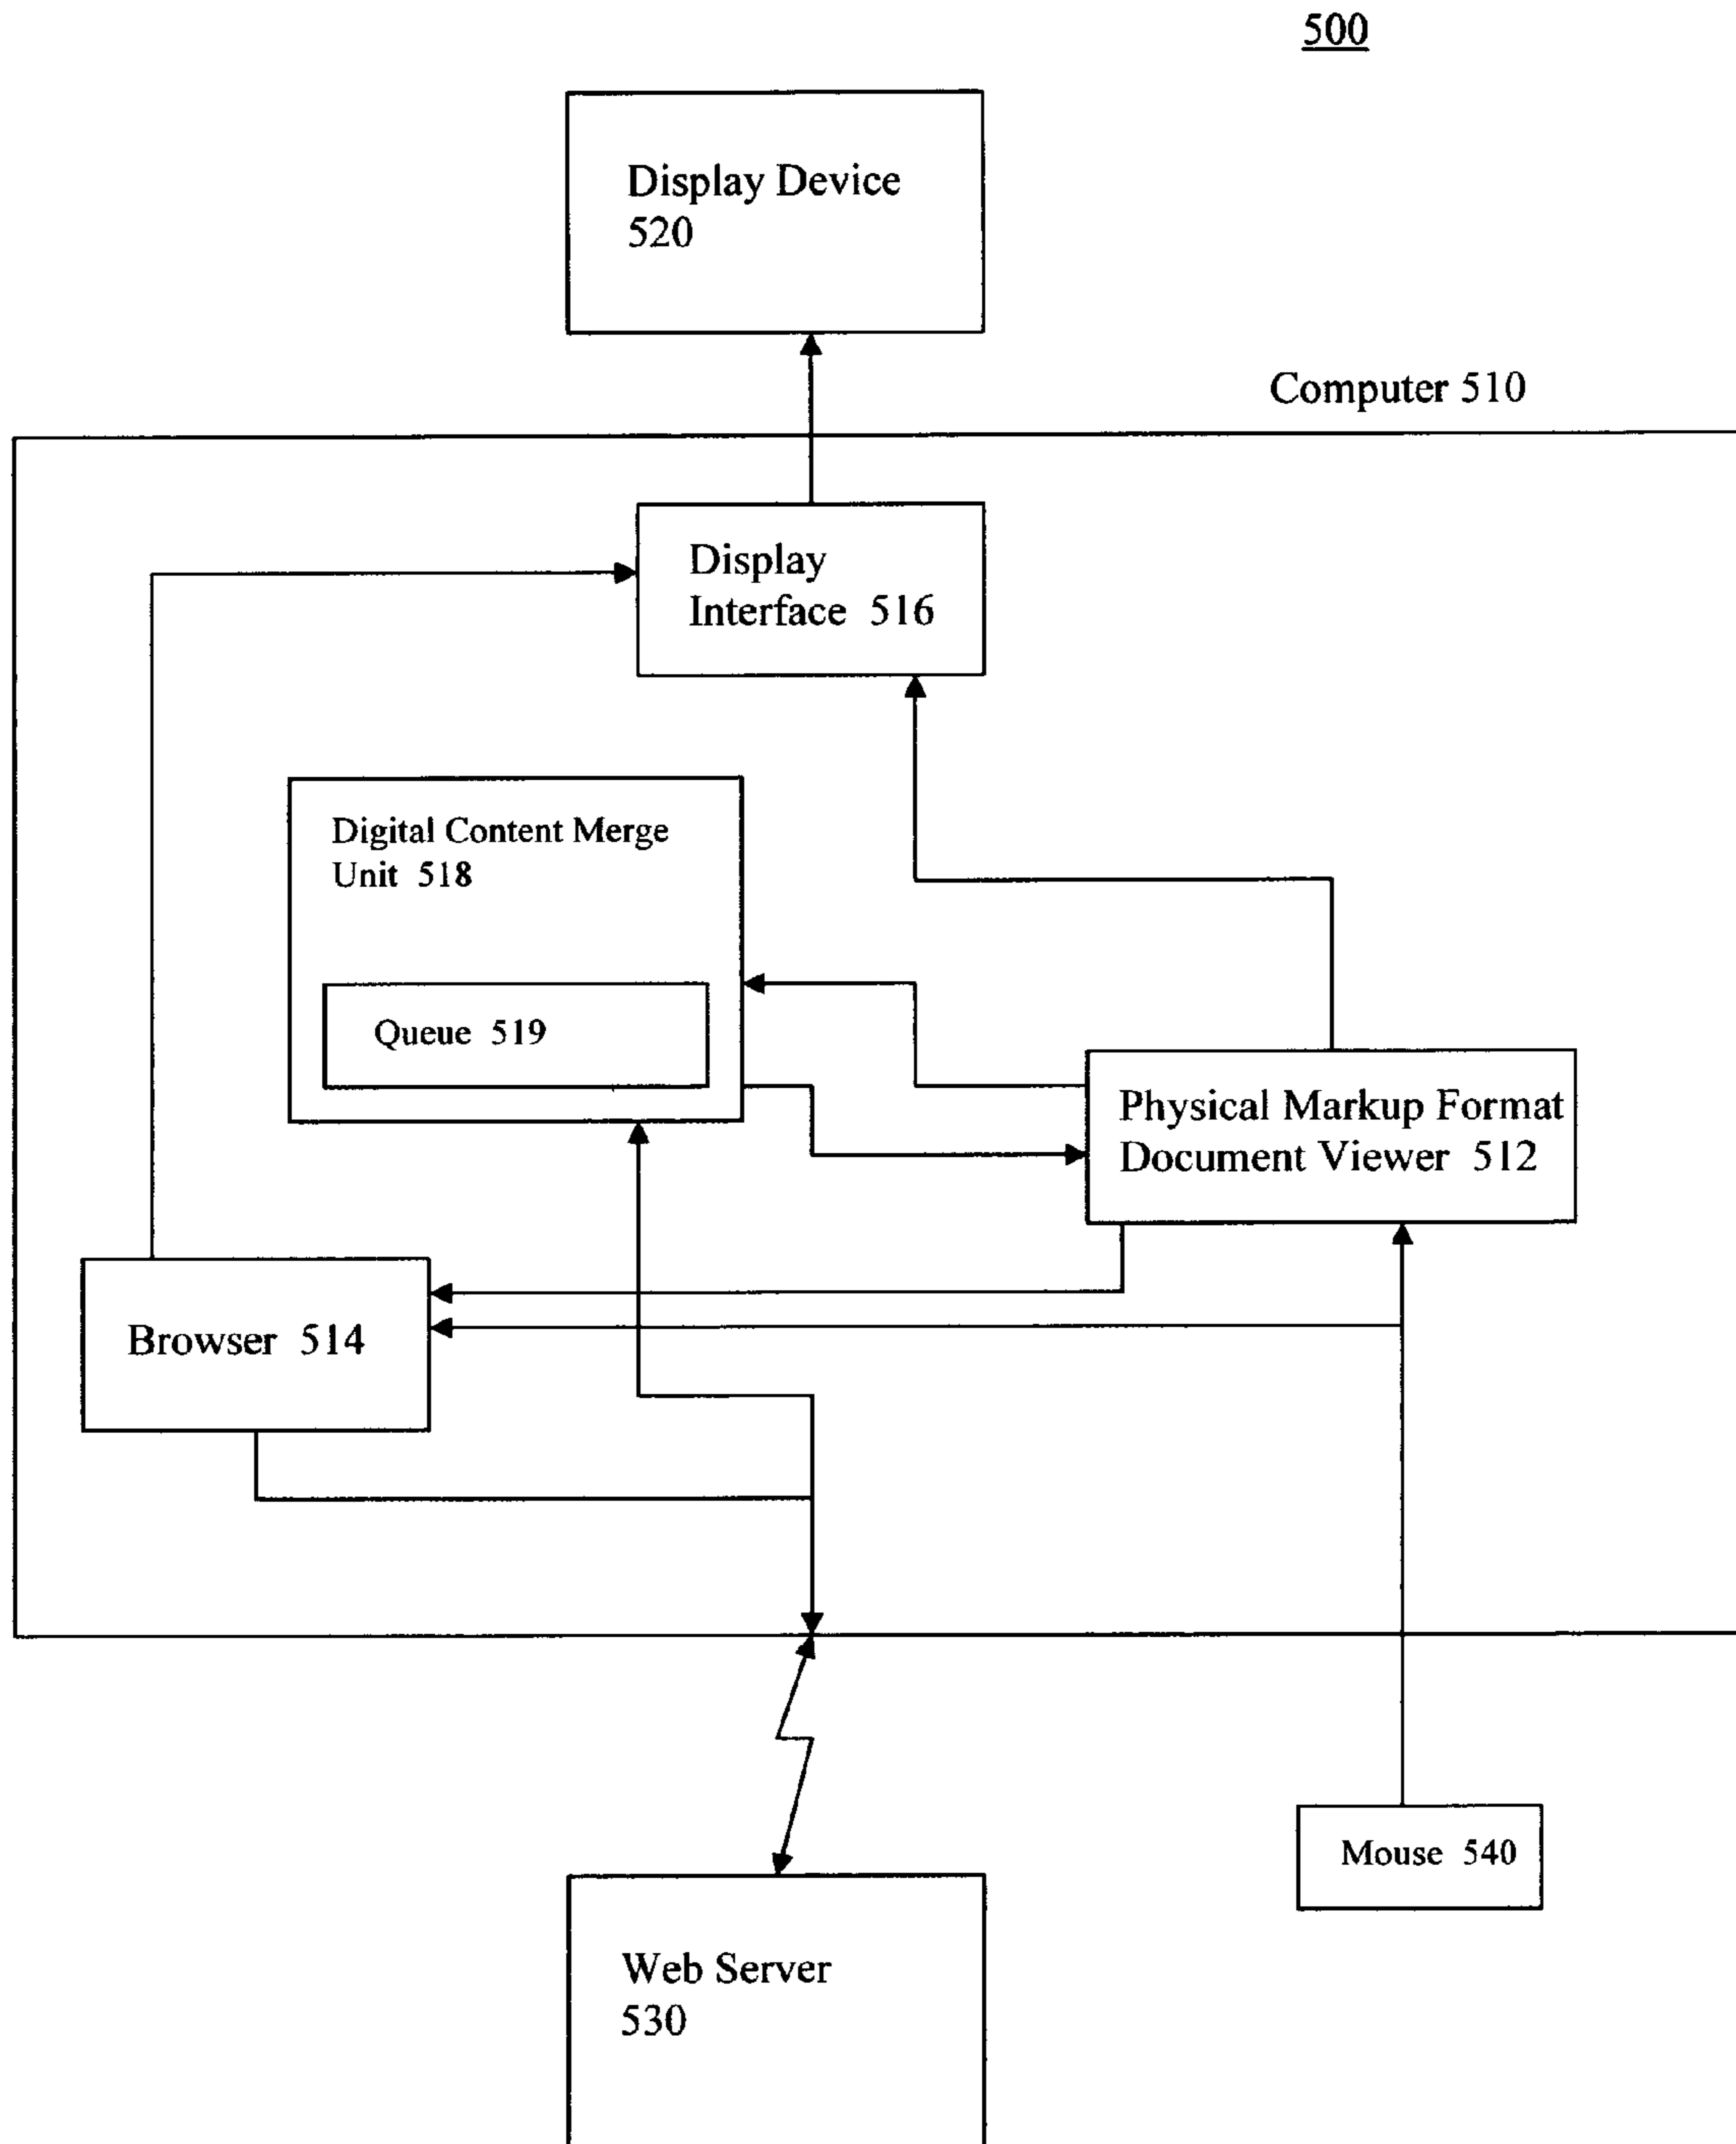 500
Display Device
520
Computer 510
Display
Interface 516
Digital Content Merge
Unit 518
Queue 519
Physical Markup Format
Document Viewer 512
Browser 514
Mouse 540
Web Server
530